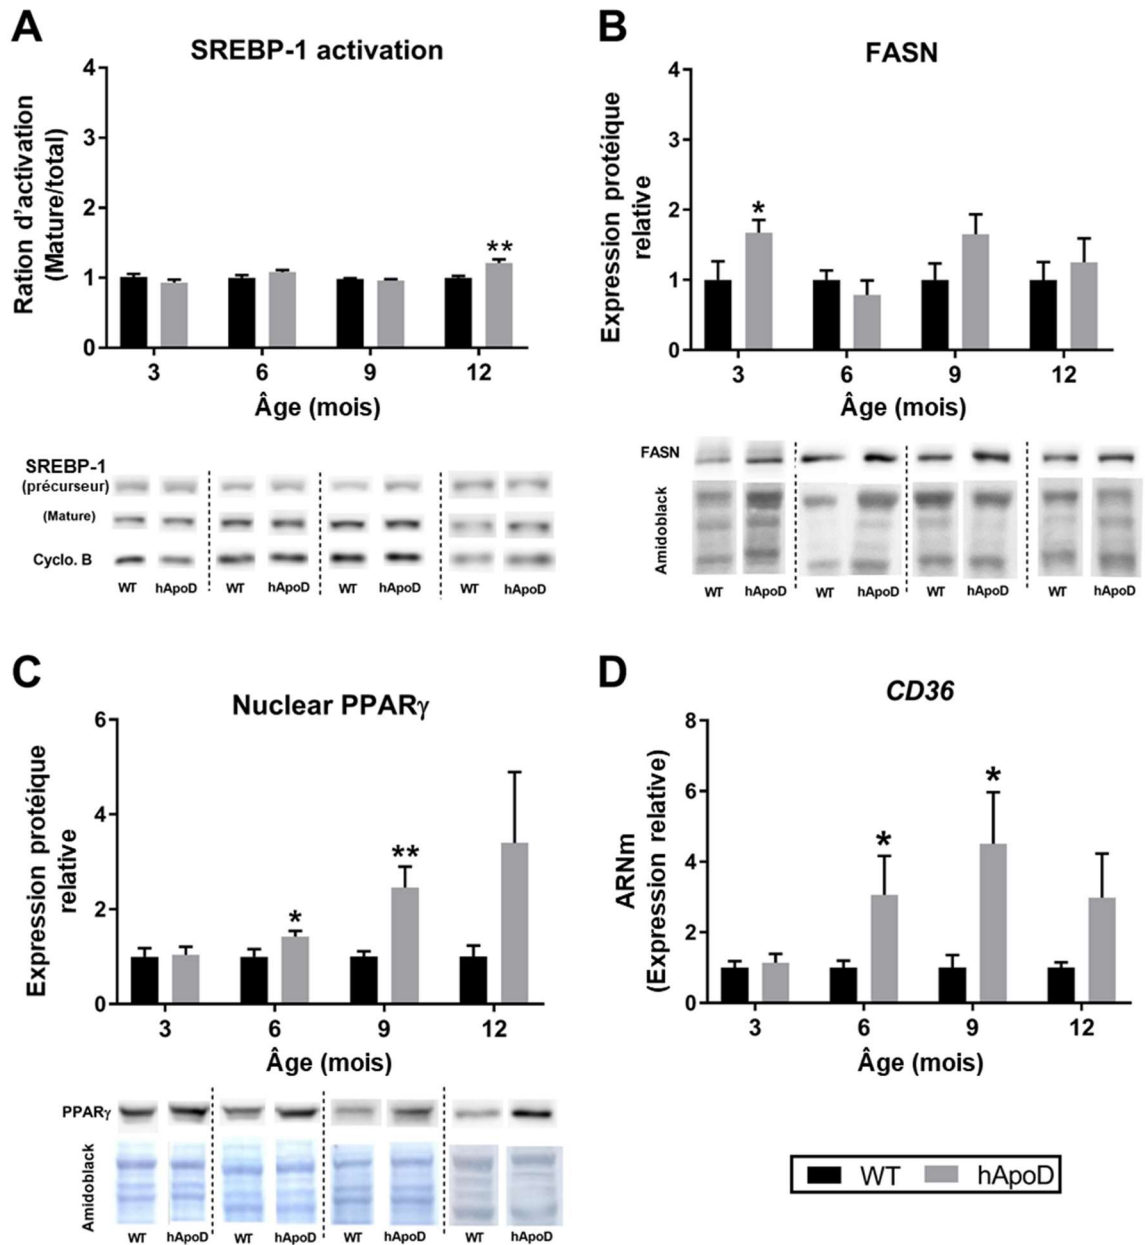 A
SREBP-1 activation
Ration d'activation
(Mature/total)
4
3
2
1
0
**
3 6 9 12
Âge (mois)
SREBP-1
(précurseur)
(Mature)
Cyclo. B
WT hApoD WT hApoD WT hApoD WT hApoD
B
FASN
Expression protéique
relative
4
3
2
1
0
*
3 6 9 12
Âge (mois)
FASN
Amidoblack
WT hApoD WT hApoD WT hApoD WT hApoD
C
Nuclear PPARγ
Expression protéique
relative
6
4
2
0
*
**
3 6 9 12
Âge (mois)
PPARγ
Amidoblack
WT hApoD WT hApoD WT hApoD WT hApoD
D
CD36
ARNm
(Expression relative)
8
6
4
2
0
*
*
3 6 9 12
Âge (mois)
WT hApoD